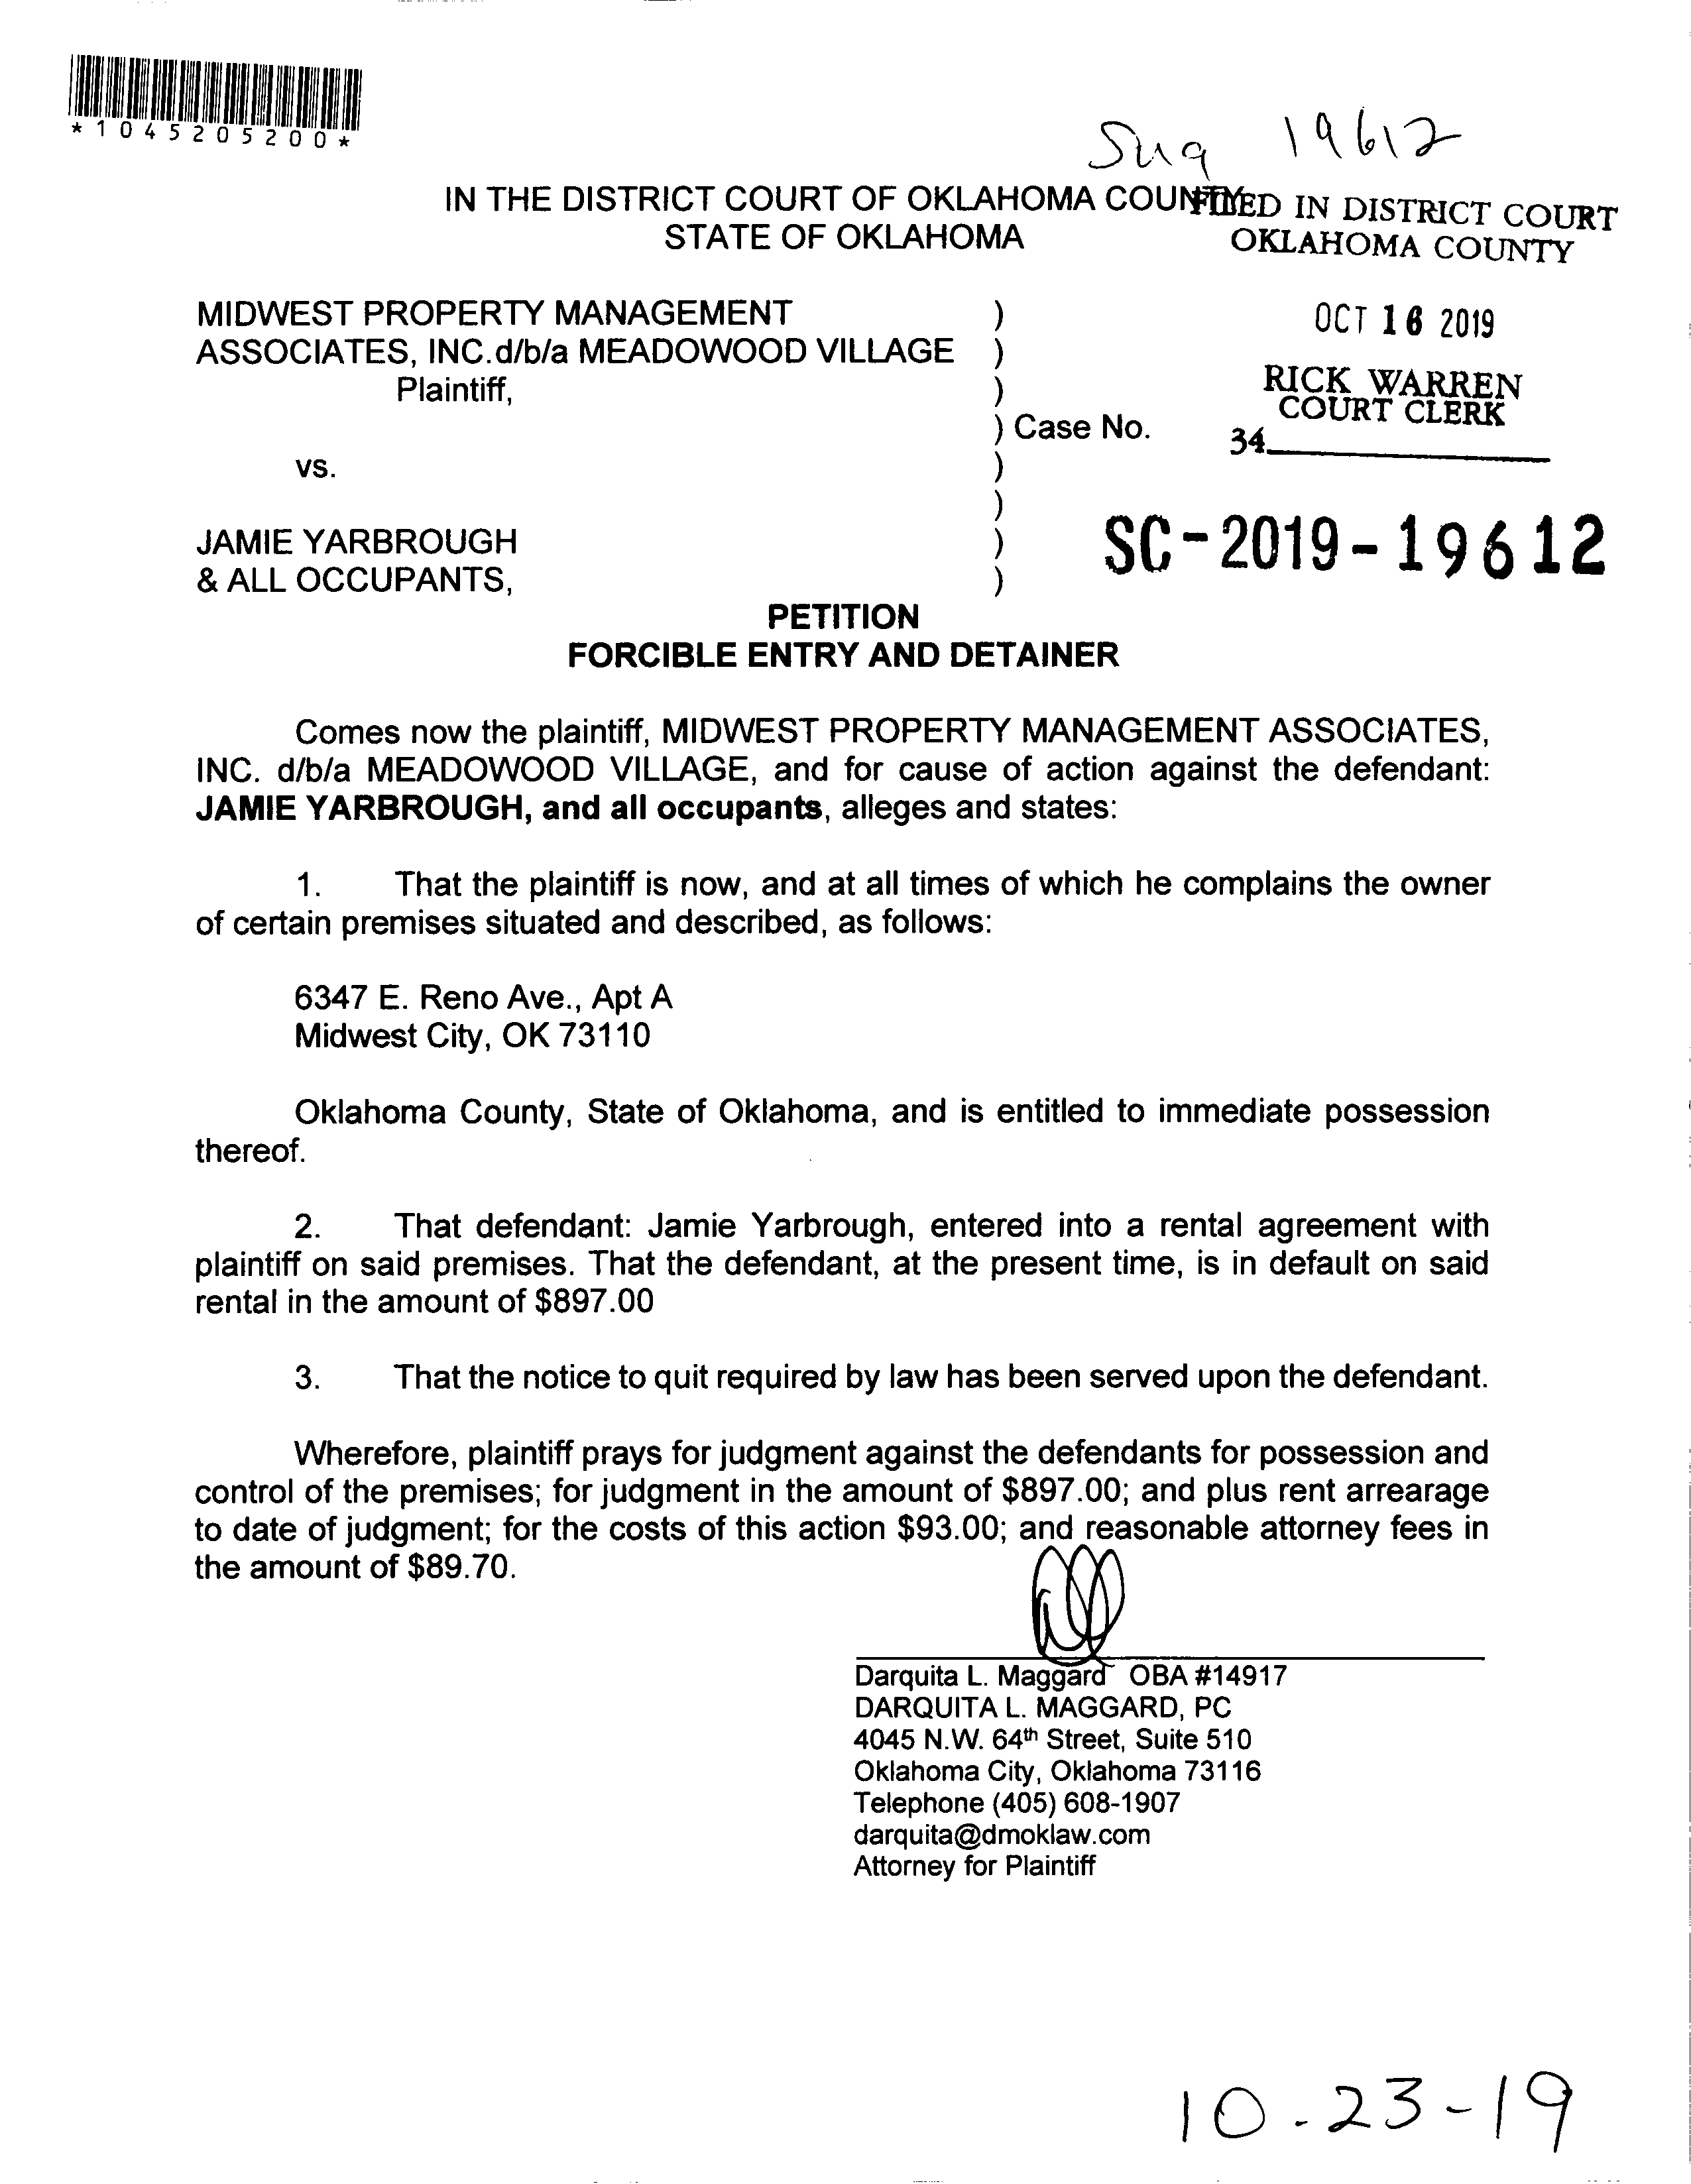 *1045205200*
19612
IN THE DISTRICT COURT OF OKLAHOMA COUNTY
STATE OF OKLAHOMA
FILED IN DISTRICT COURT
OKLAHOMA COUNTY
OCT 16 2019
RICK WARREN
COURT CLERK
34
MIDWEST PROPERTY MANAGEMENT )
ASSOCIATES, INC.d/b/a MEADOWOOD VILLAGE )
Plaintiff, )
) Case No.
vs. )
)
JAMIE YARBROUGH )
& ALL OCCUPANTS, )
SC-2019-19612
PETITION
FORCIBLE ENTRY AND DETAINER
Comes now the plaintiff, MIDWEST PROPERTY MANAGEMENT ASSOCIATES,
INC. d/b/a MEADOWOOD VILLAGE, and for cause of action against the defendant:
JAMIE YARBROUGH, and all occupants, alleges and states:
1. That the plaintiff is now, and at all times of which he complains the owner
of certain premises situated and described, as follows:
6347 E. Reno Ave., Apt A
Midwest City, OK 73110
Oklahoma County, State of Oklahoma, and is entitled to immediate possession
thereof.
2. That defendant: Jamie Yarbrough, entered into a rental agreement with
plaintiff on said premises. That the defendant, at the present time, is in default on said
rental in the amount of $897.00
3. That the notice to quit required by law has been served upon the defendant.
Wherefore, plaintiff prays for judgment against the defendants for possession and
control of the premises; for judgment in the amount of $897.00; and plus rent arrearage
to date of judgment; for the costs of this action $93.00; and reasonable attorney fees in
the amount of $89.70.
Darquita L. Maggard OBA #14917
DARQUITA L. MAGGARD, PC
4045 N.W. 64th Street, Suite 510
Oklahoma City, Oklahoma 73116
Telephone (405) 608-1907
darquita@dmoklaw.com
Attorney for Plaintiff
10-23-19